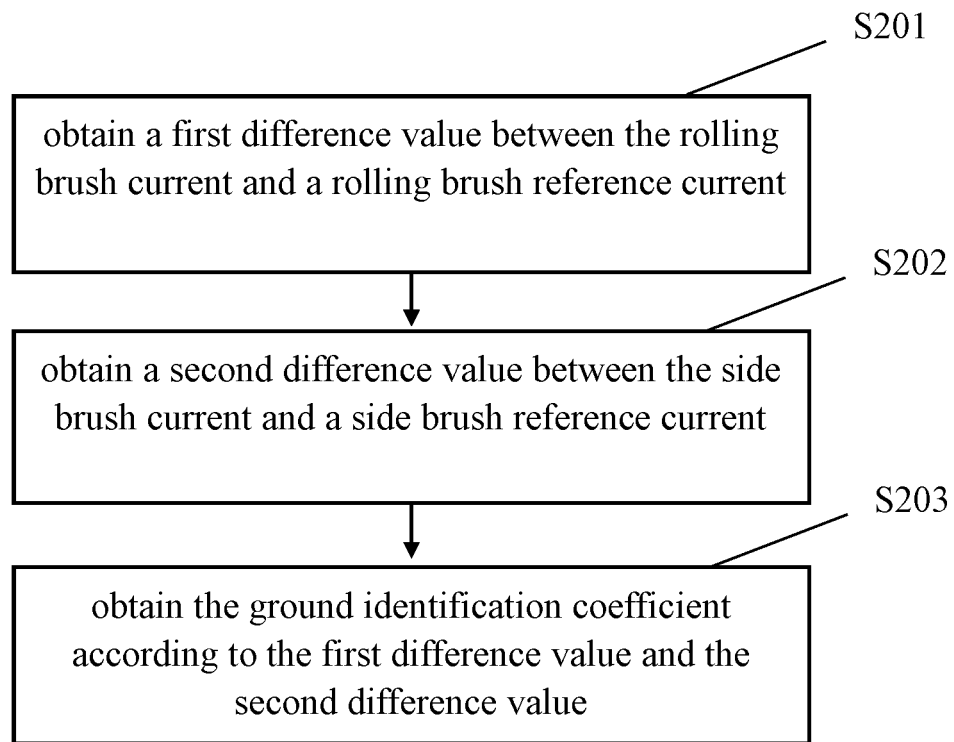 S201
obtain a first difference value between the rolling
brush current and a rolling brush reference current
S202
obtain a second difference value between the side
brush current and a side brush reference current
S203
obtain the ground identification coefficient
according to the first difference value and the
second difference value